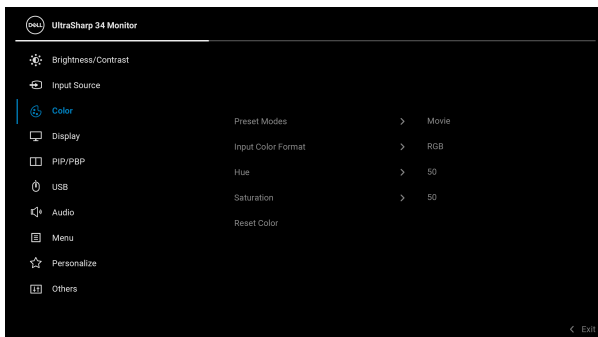 DELL UltraSharp 34 Monitor
Brightness/Contrast
Input Source
Color
Display
PIP/PBP
USB
Audio
Menu
Personalize
Others
Preset Modes > Movie
Input Color Format > RGB
Hue > 50
Saturation > 50
Reset Color
< Exit